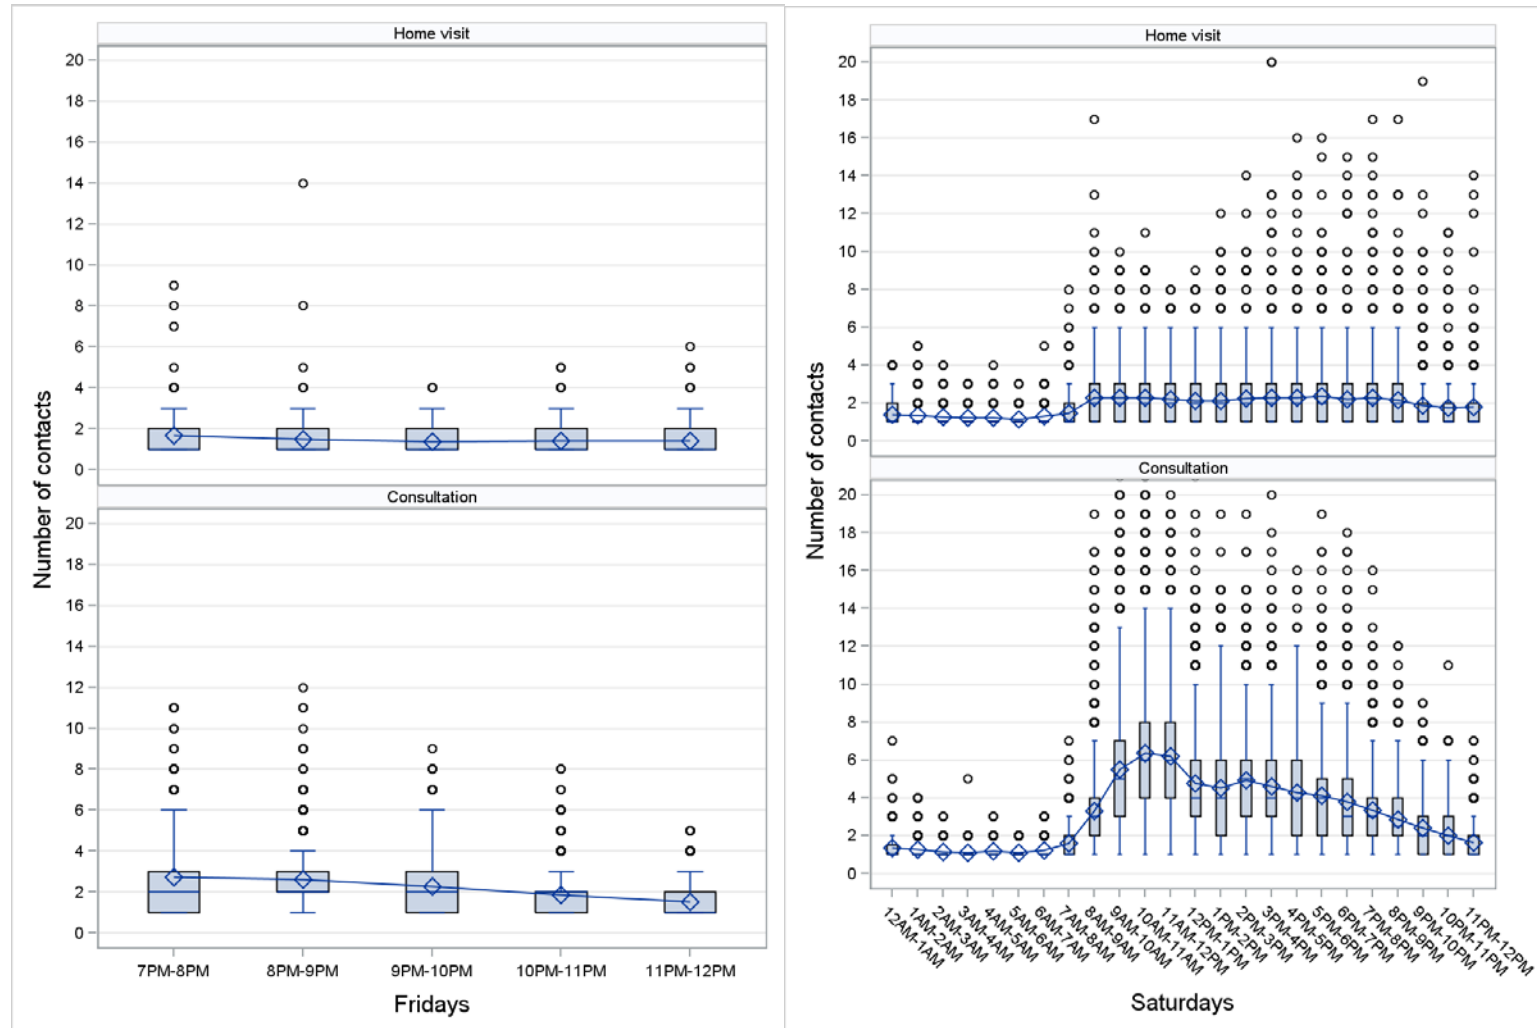 Home visit
20
18
16
14
12
10
8
6
4
2
0
Number of contacts
Consultation
20
18
16
14
12
10
8
6
4
2
0
7PM-8PM
8PM-9PM
9PM-10PM
10PM-11PM
11PM-12PM
Fridays
Home visit
20
18
16
14
12
10
8
6
4
2
0
Number of contacts
Consultation
20
18
16
14
12
10
8
6
4
2
0
12AM-1AM
1AM-2AM
2AM-3AM
3AM-4AM
4AM-5AM
5AM-6AM
6AM-7AM
7AM-8AM
8AM-9AM
9AM-10AM
10AM-11AM
11AM-12PM
12PM-1PM
1PM-2PM
2PM-3PM
3PM-4PM
4PM-5PM
5PM-6PM
6PM-7PM
7PM-8PM
8PM-9PM
9PM-10PM
10PM-11PM
11PM-12PM
Saturdays